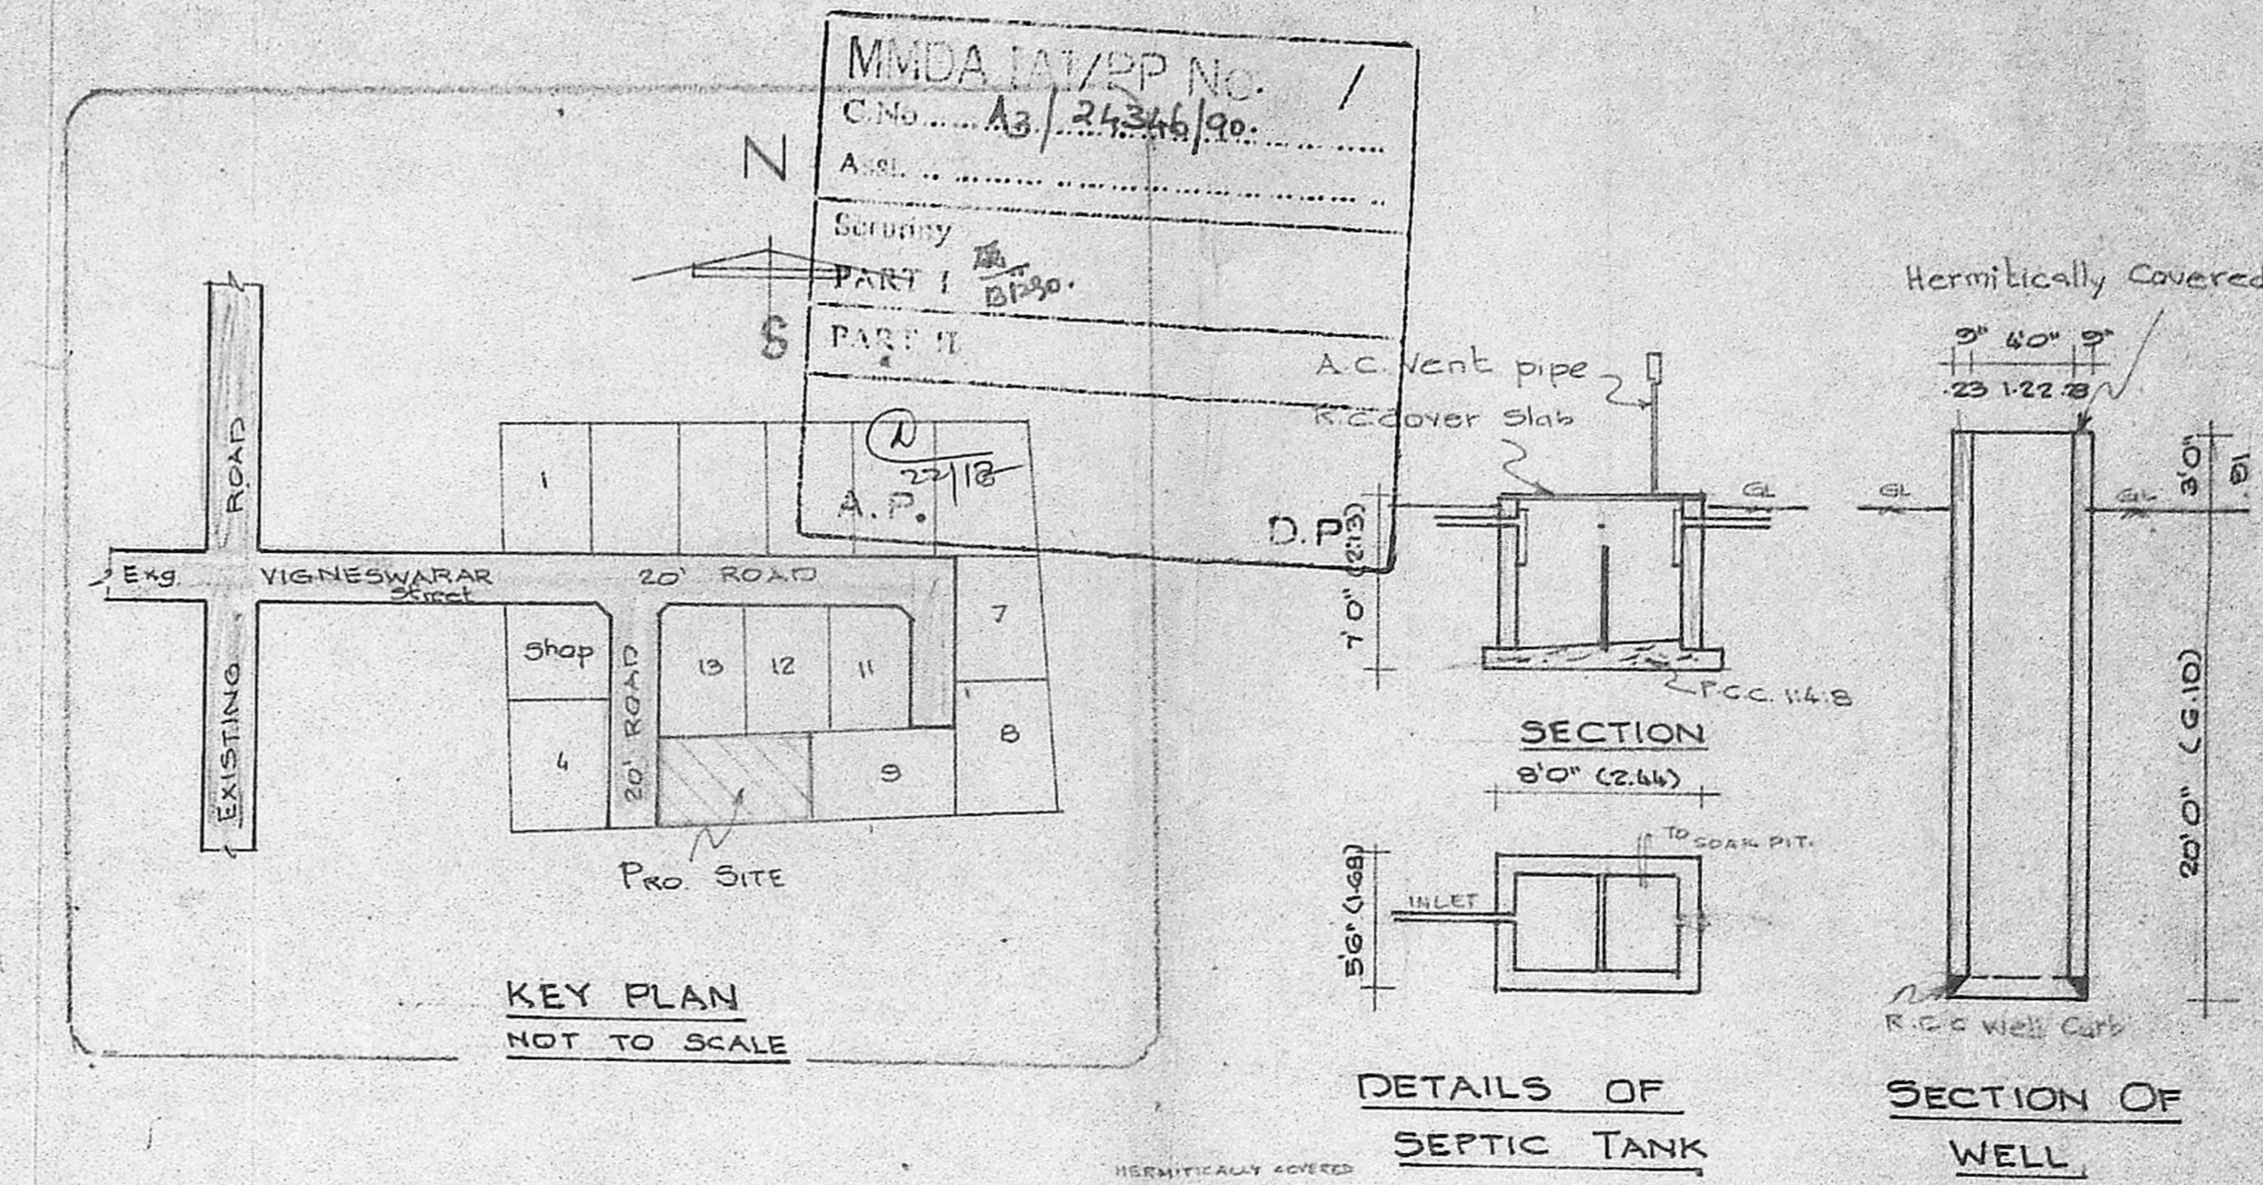 MMDA [A]/PP No. /
C.No. A3/24346/90.
Asst.
Scrutiny
PART I
PART II
22/12
A.P.
D.P.
N
S
ROAD
EXISTING
Exg. VIGNESWARAR
Street
20' ROAD
1
7
shop
20' ROAD
13
12
11
4
9
8
PRO. SITE
KEY PLAN
NOT TO SCALE
A.C. Vent pipe
R.C Cover Slab
GL
7'0" (2.13)
P.C.C. 1:4:8
SECTION
8'0" (2.44)
TO
SOAK PIT.
INLET
5'6" (1.68)
DETAILS OF
SEPTIC TANK
HERMITICALLY COVERED
Hermitically Covered
9" 4'0" 9"
.23 1.22 .23
GL
GL
3'0"
.91
20'0" (6.10)
R.C.C Well Curb
SECTION OF
WELL